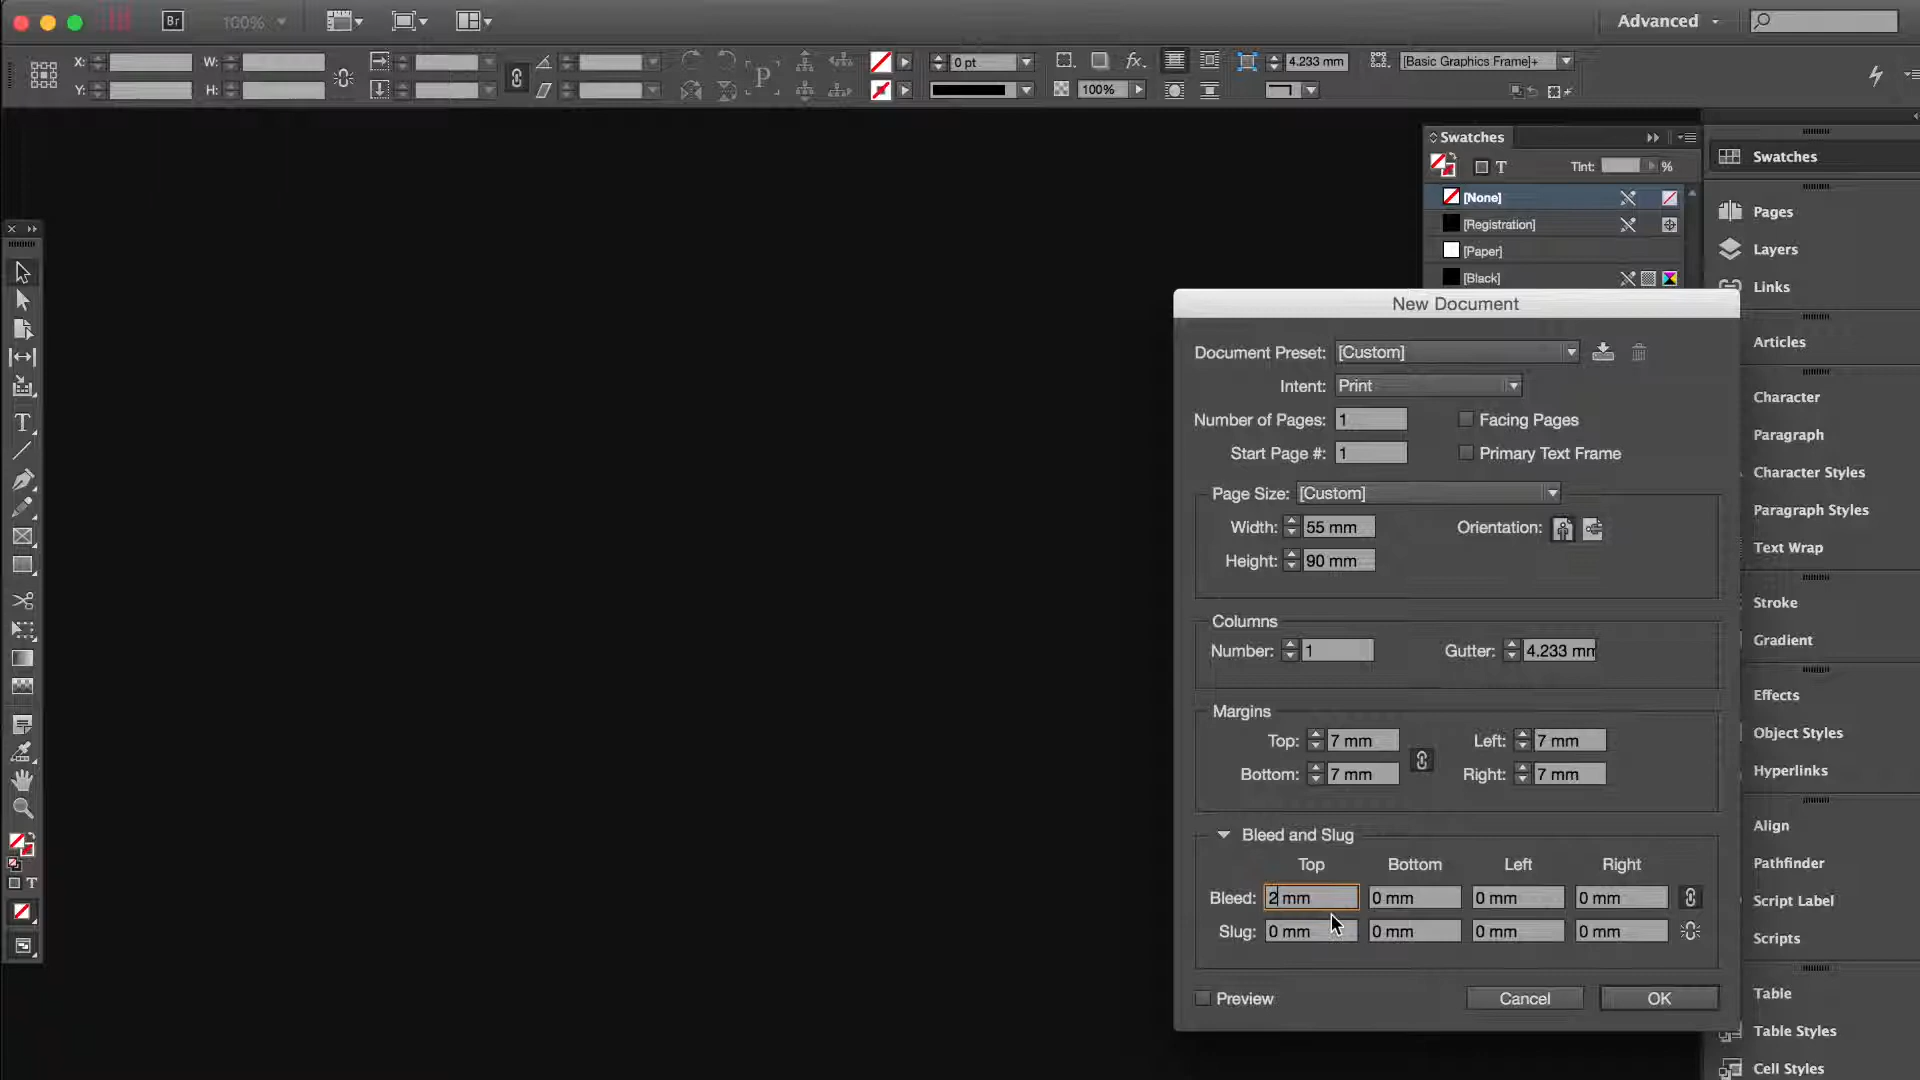 Br 100% Advanced
X: W: 0 pt fx. 4.233 mm [Basic Graphics Frame]+
Y: H: P 100%
Swatches
Tint: %
T
[None]
[Registration]
[Paper]
[Black]
Swatches
Pages
Layers
Links
Articles
Character
Paragraph
Character Styles
Paragraph Styles
Text Wrap
Stroke
Gradient
Effects
Object Styles
Hyperlinks
Align
Pathfinder
Script Label
Scripts
Table
Table Styles
Cell Styles
New Document
Document Preset: [Custom]
Intent: Print
Number of Pages: 1 Facing Pages
Start Page #: 1 Primary Text Frame
Page Size: [Custom]
Width: 55 mm Orientation:
Height: 90 mm
Columns
Number: 1 Gutter: 4.233 mm
Margins
Top: 7 mm Left: 7 mm
Bottom: 7 mm Right: 7 mm
Bleed and Slug
Top Bottom Left Right
Bleed: 2 mm 0 mm 0 mm 0 mm
Slug: 0 mm 0 mm 0 mm 0 mm
Preview Cancel OK
T
T